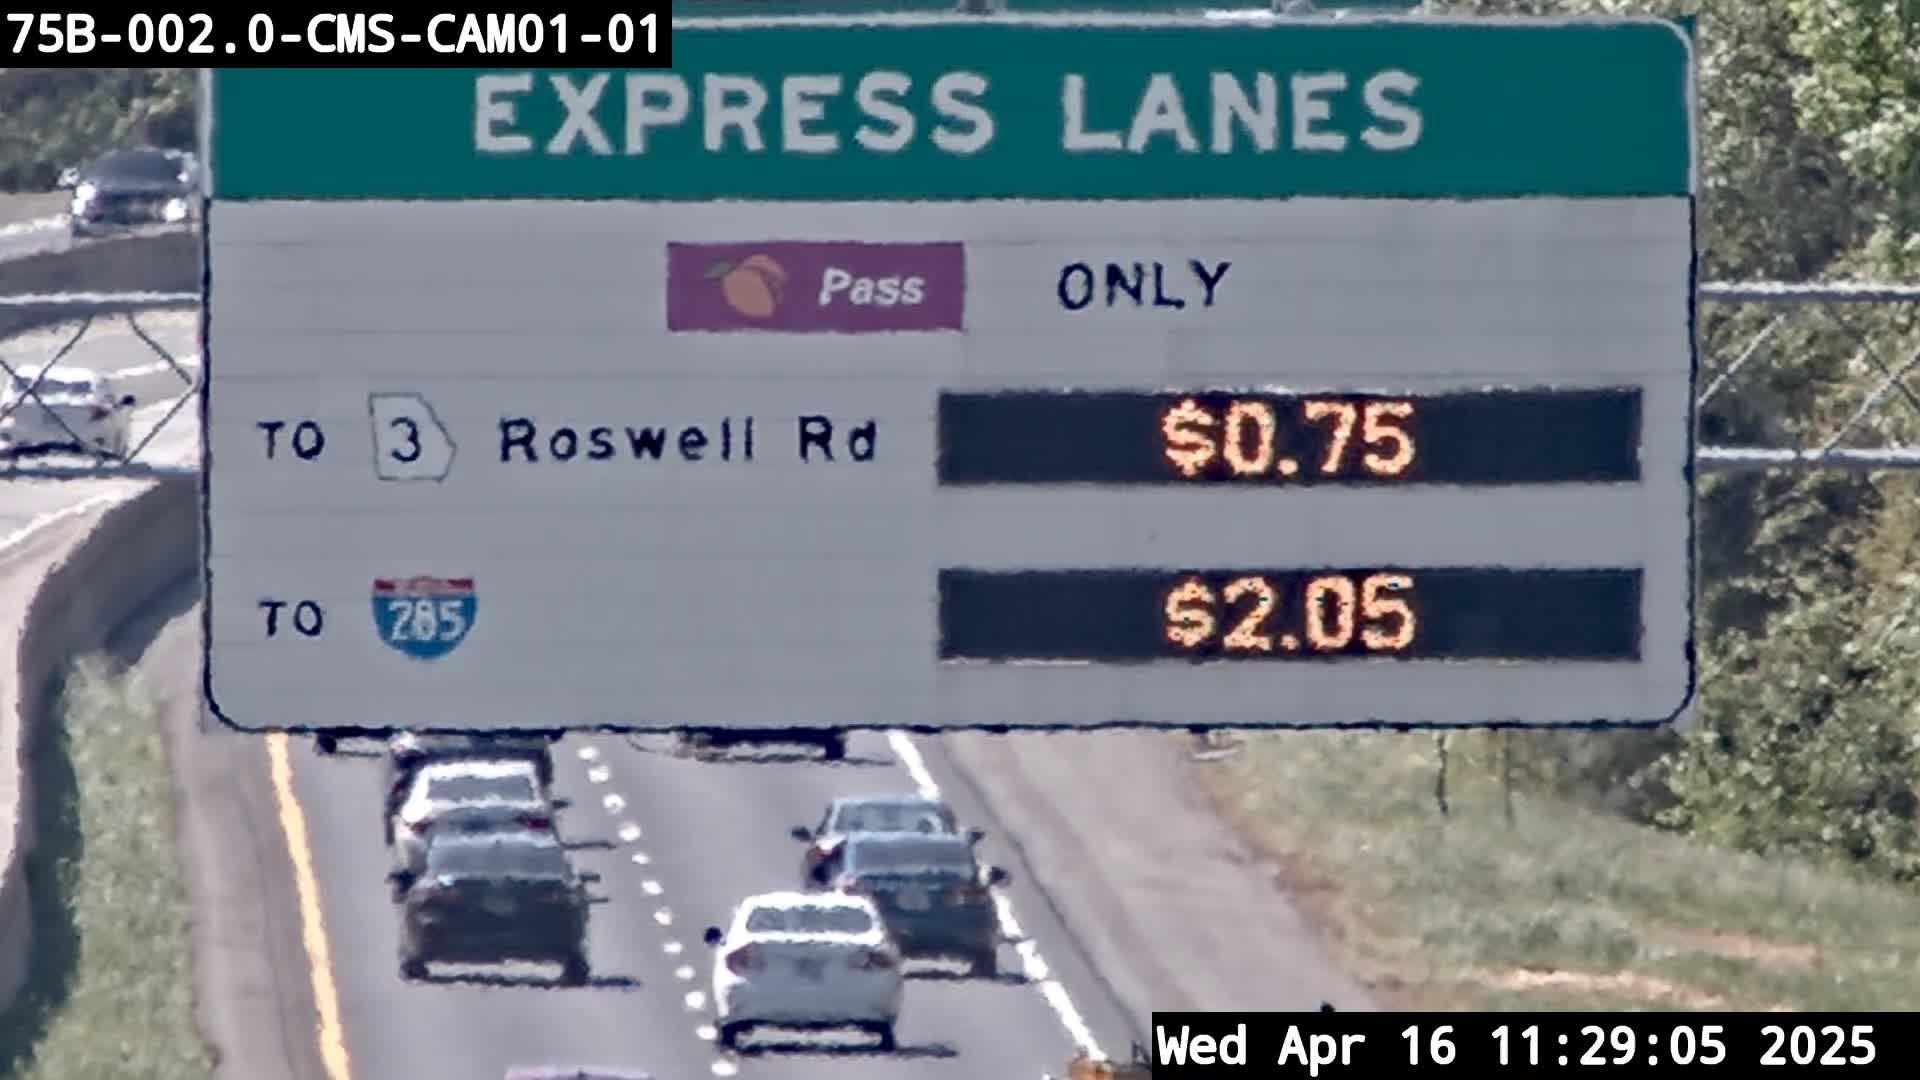 75B-002.0-CMS-CAM01-01
EXPRESS LANES
Pass ONLY
TO 3 Roswell Rd $0.75
TO 285 $2.05
Wed Apr 16 11:29:05 2025